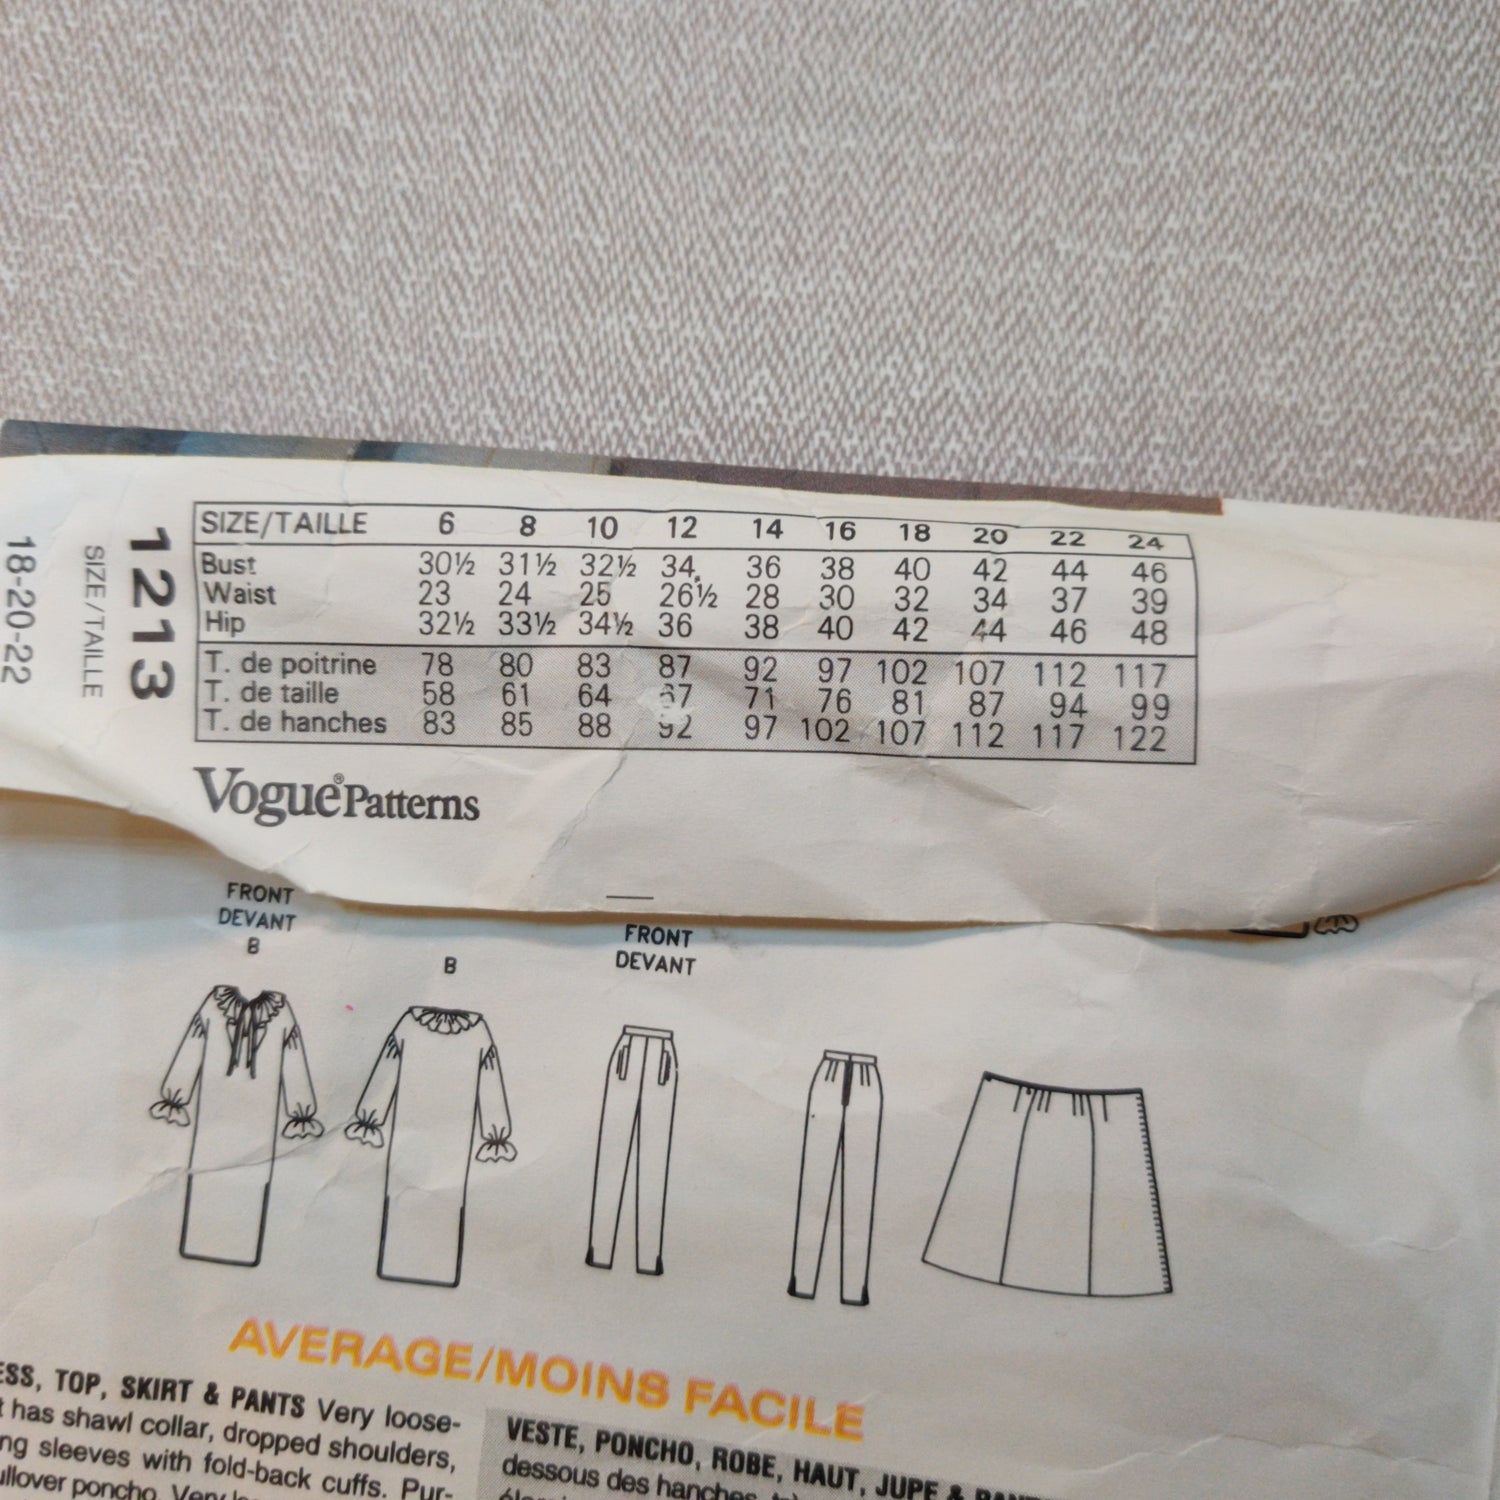 18-20-22
SIZE/TAILLE
1213
SIZE/TAILLE 6 8 10 12 14 16 18 20 22 24
Bust 30½ 31½ 32½ 34 36 38 40 42 44 46
Waist 23 24 25 26½ 28 30 32 34 37 39
Hip 32½ 33½ 34½ 36 38 40 42 44 46 48
T. de poitrine 78 80 83 87 92 97 102 107 112 117
T. de taille 58 61 64 67 71 76 81 87 94 99
T. de hanches 83 85 88 92 97 102 107 112 117 122
Vogue® Patterns
FRONT
DEVANT
B
B
FRONT
DEVANT
AVERAGE/MOINS FACILE
TOP, SKIRT & PANTS Very loose-
has shawl collar, dropped shoulders,
sleeves with fold-back cuffs. Pur-
poncho. Very
VESTE, PONCHO, ROBE, HAUT, JUPE &
dessous des hanches,